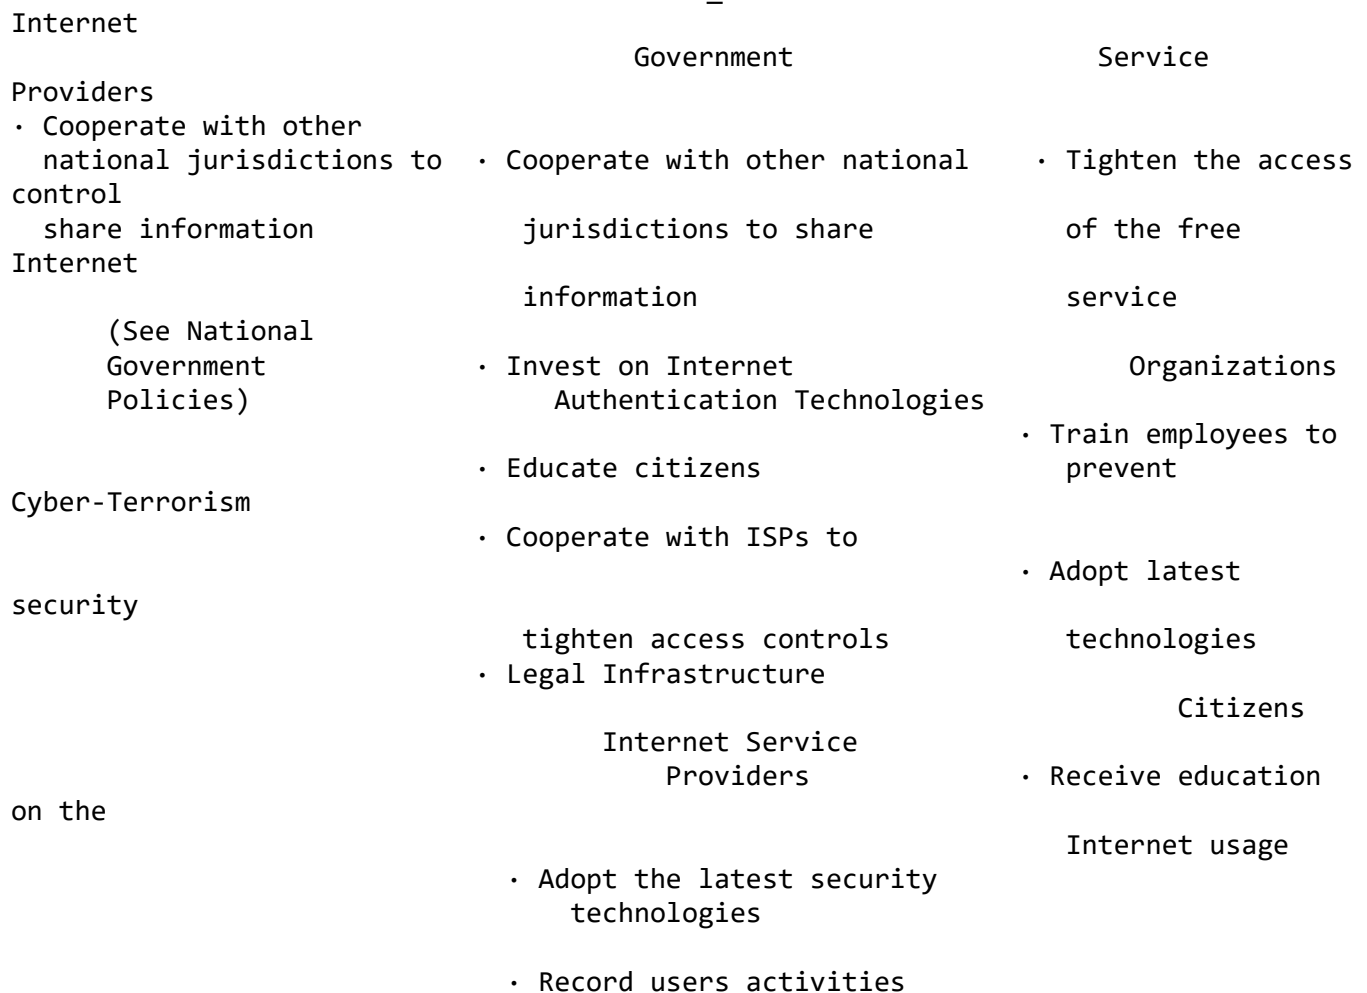 Internet
Government Service
Providers
· Cooperate with other
national jurisdictions to · Cooperate with other national · Tighten the access
control
share information jurisdictions to share of the free
Internet
information service
(See National
Government · Invest on Internet Organizations
Policies) Authentication Technologies
· Train employees to
· Educate citizens prevent
Cyber-Terrorism
· Cooperate with ISPs to
· Adopt latest
security
tighten access controls technologies
· Legal Infrastructure
Citizens
Internet Service
Providers · Receive education
on the
Internet usage
· Adopt the latest security
technologies
· Record users activities